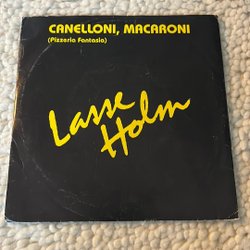 CANELLONI, MACARONI
(Pizzeria Fantasia)
Lasse
Holm